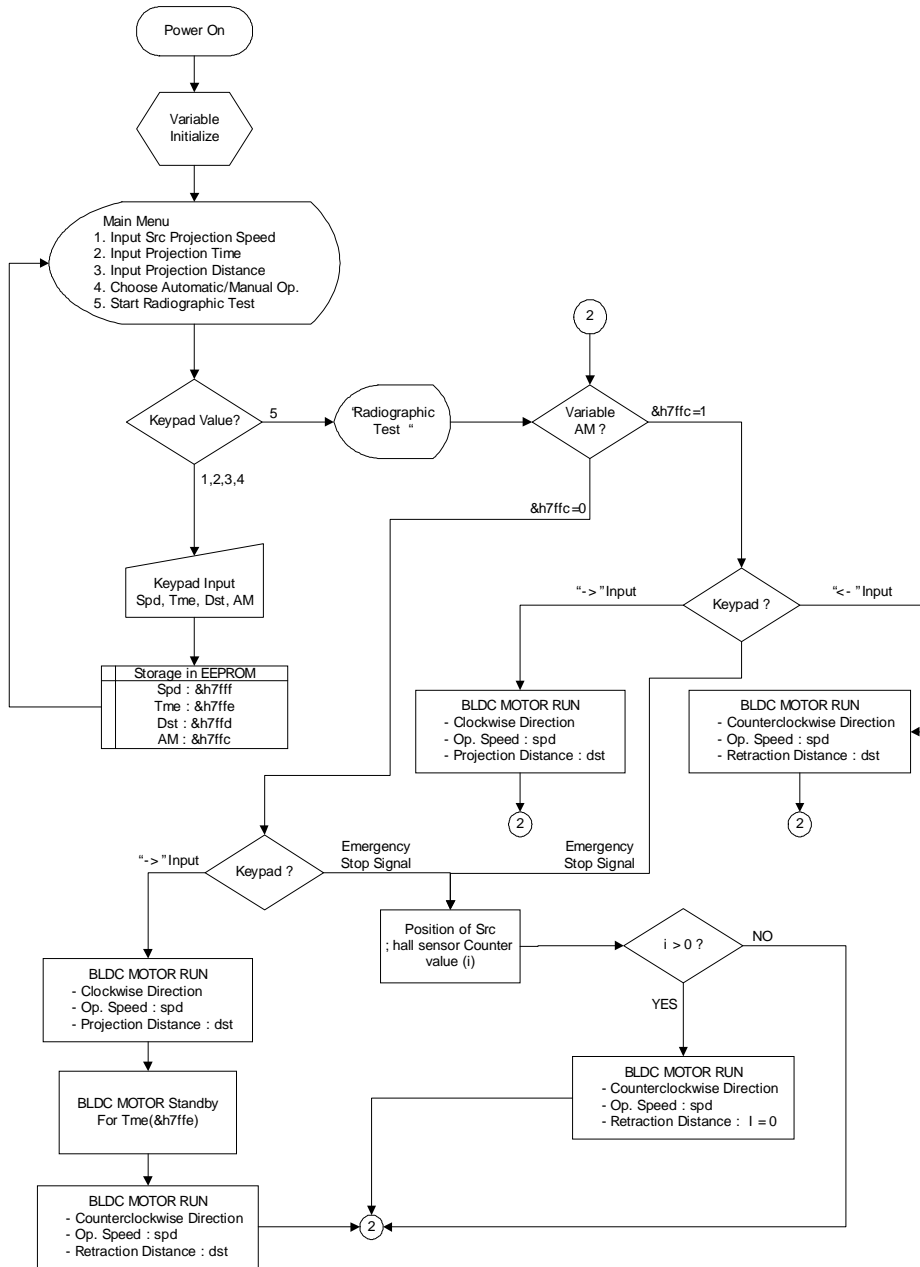 Power On
Variable
Initialize
Main Menu
1. Input Src Projection Speed
2. Input Projection Time
3. Input Projection Distance
4. Choose Automatic/Manual Op.
5. Start Radiographic Test
2
Keypad Value?
5
"Radiographic
Test “
Variable
AM ?
&h7ffc=1
1,2,3,4
&h7ffc=0
Keypad Input
Spd, Tme, Dst, AM
“-> ” Input
Keypad ?
“<- ” Input
Storage in EEPROM
Spd : &h7fff
Tme : &h7ffe
Dst : &h7ffd
AM : &h7ffc
BLDC MOTOR RUN
- Clockwise Direction
- Op. Speed : spd
- Projection Distance : dst
BLDC MOTOR RUN
- Counterclockwise Direction
- Op. Speed : spd
- Retraction Distance : dst
2
2
“-> ” Input
Keypad ?
Emergency
Stop Signal
Emergency
Stop Signal
Position of Src
; hall sensor Counter
value (i)
i > 0 ?
NO
YES
BLDC MOTOR RUN
- Clockwise Direction
- Op. Speed : spd
- Projection Distance : dst
BLDC MOTOR RUN
- Counterclockwise Direction
- Op. Speed : spd
- Retraction Distance : I = 0
BLDC MOTOR Standby
For Tme(&h7ffe)
BLDC MOTOR RUN
- Counterclockwise Direction
- Op. Speed : spd
- Retraction Distance : dst
2